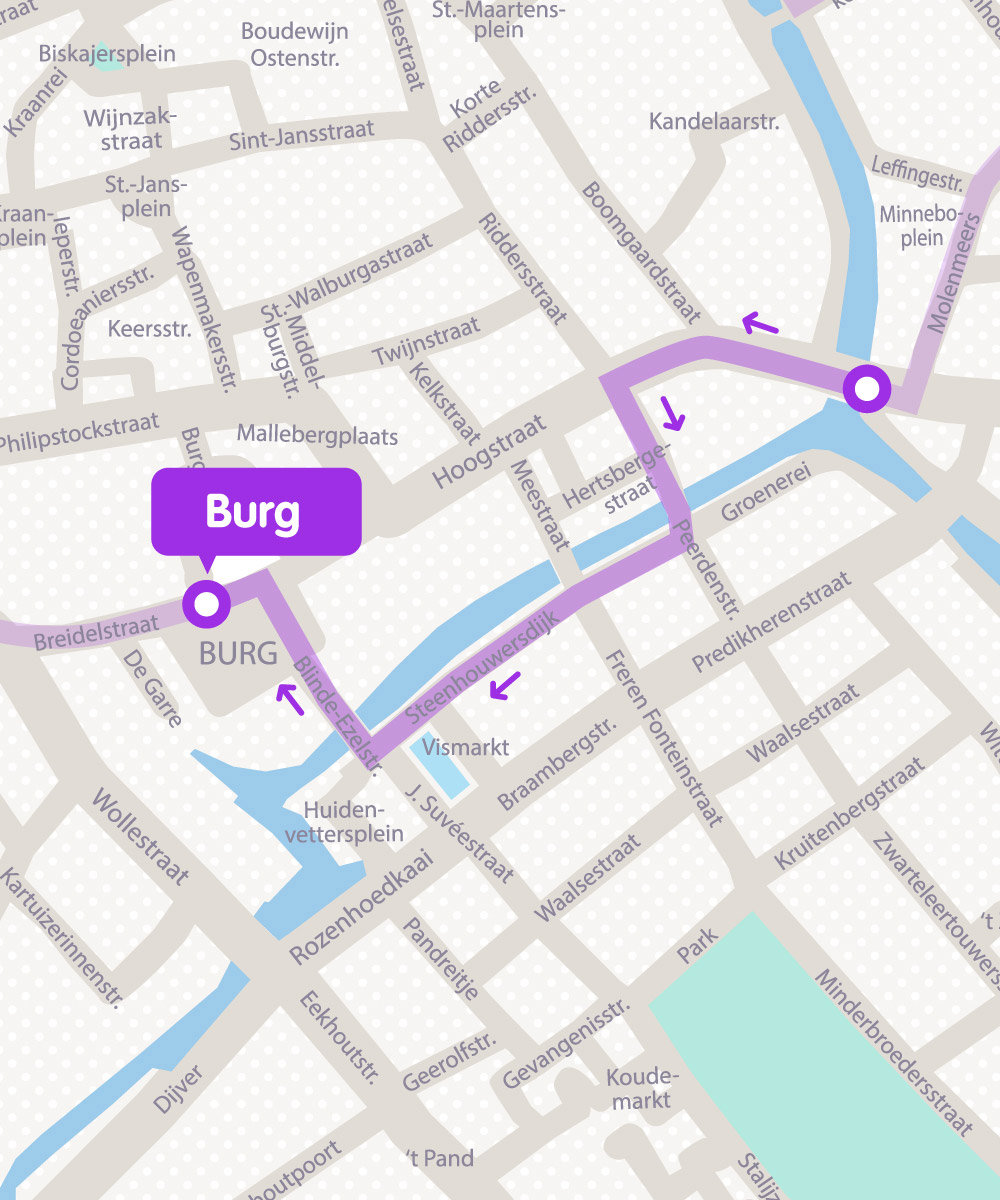 St.-Maartens-
plein
Boudewijn
Ostenstr.
Biskajersplein
Kraanrei
Wijnzak-
straat
Sint-Jansstraat
Korte
Riddersstr.
Kandelaarstr.
Leffingestr.
St.-Jans-
plein
Kraan-
plein
Ieperstr.
Wapenmakersstr.
Boomgaardstraat
Minnebo-
plein
Molenmeers
Riddersstraat
St.-Walburgastraat
Cordoeaniersstr.
Keersstr.
Middel-
burgstr.
Twijnstraat
Kelkstraat
Philipstockstraat
Burg
Mallebergplaats
Hoogstraat
Hertsberge-
straat
Meestraat
Groenerei
Burg
Peerdenstr.
Predikherenstraat
Breidelstraat
BURG
De Garre
Blinde-Ezelstr.
Steenhouwersdijk
Freren Fonteinstraat
Waalsestraat
Vismarkt
Braambergstr.
Huiden-
vettersplein
J. Suvéestraat
Kruitenbergstraat
Wollestraat
Rozenhoedkaai
Waalsestraat
Kartuizerinnenstr.
Pandreitje
Park
Minderbroedersstraat
Eekhoutstr.
Geerolfstr.
Gevangenisstr.
Koude-
markt
Dijver
't Pand